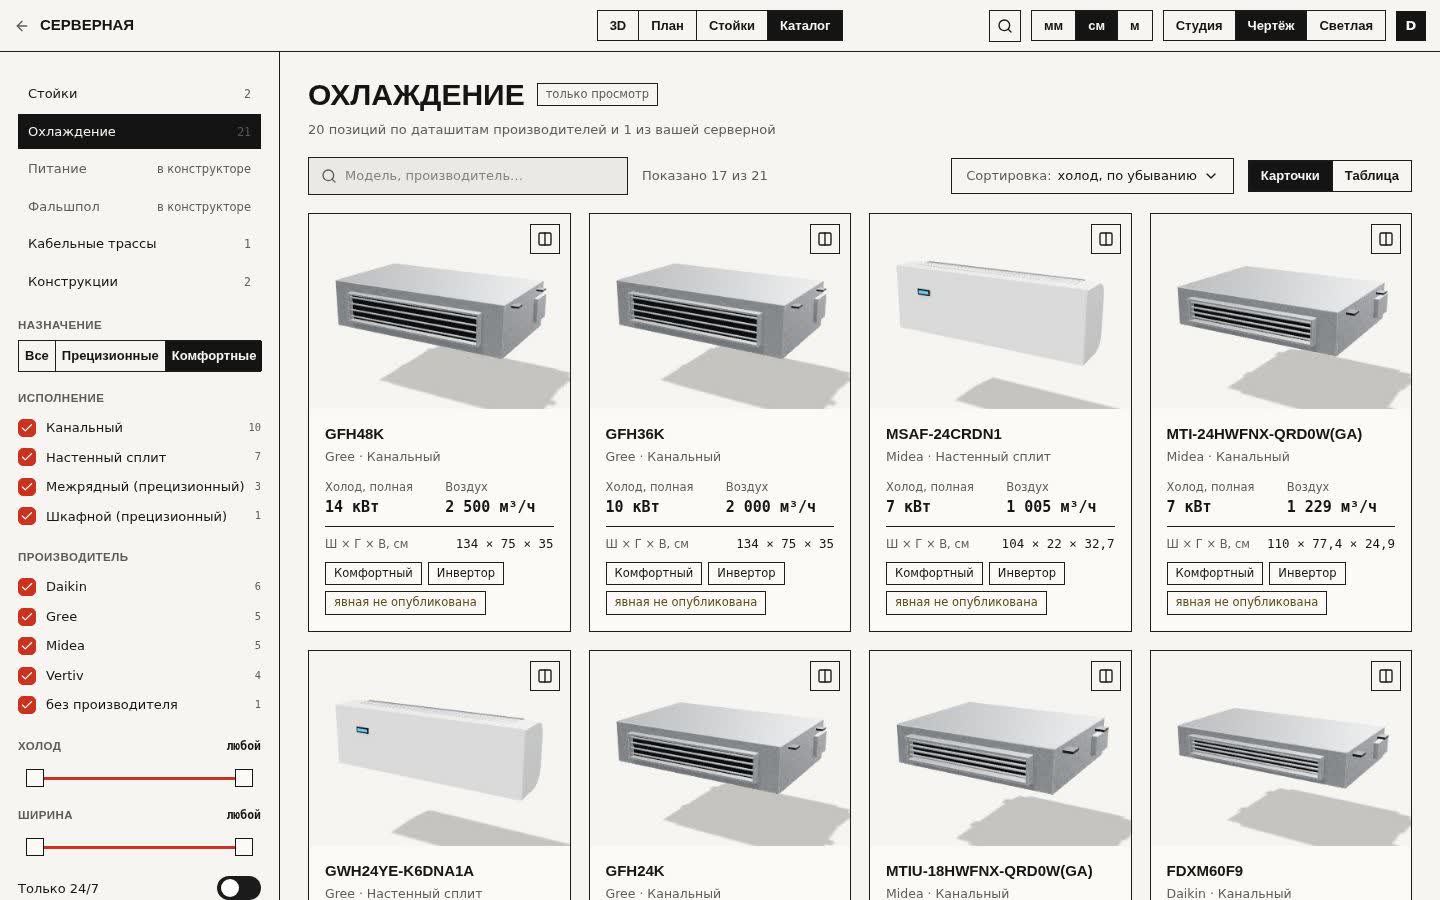 СЕРВЕРНАЯ
3D План Стойки Каталог
мм см м
Студия Чертёж Светлая
D
Стойки 2
Охлаждение 21
Питание в конструкторе
Фальшпол в конструкторе
Кабельные трассы 1
Конструкции 2
НАЗНАЧЕНИЕ
Все Прецизионные Комфортные
ИСПОЛНЕНИЕ
Канальный 10
Настенный сплит 7
Межрядный (прецизионный) 3
Шкафной (прецизионный) 1
ПРОИЗВОДИТЕЛЬ
Daikin 6
Gree 5
Midea 5
Vertiv 4
без производителя 1
ХОЛОД любой
ШИРИНА любой
Только 24/7
ОХЛАЖДЕНИЕ только просмотр
20 позиций по даташитам производителей и 1 из вашей серверной
Модель, производитель...
Показано 17 из 21
Сортировка: холод, по убыванию
Карточки Таблица
GFH48K
Gree · Канальный
Холод, полная Воздух
14 кВт 2 500 м³/ч
Ш × Г × В, см 134 × 75 × 35
Комфортный Инвертор
явная не опубликована
GFH36K
Gree · Канальный
Холод, полная Воздух
10 кВт 2 000 м³/ч
Ш × Г × В, см 134 × 75 × 35
Комфортный Инвертор
явная не опубликована
MSAF-24CRDN1
Midea · Настенный сплит
Холод, полная Воздух
7 кВт 1 005 м³/ч
Ш × Г × В, см 104 × 22 × 32,7
Комфортный Инвертор
явная не опубликована
MTI-24HWFNX-QRD0W(GA)
Midea · Канальный
Холод, полная Воздух
7 кВт 1 229 м³/ч
Ш × Г × В, см 110 × 77,4 × 24,9
Комфортный Инвертор
явная не опубликована
GWH24YE-K6DNA1A
Gree · Настенный сплит
GFH24K
Gree · Канальный
MTIU-18HWFNX-QRD0W(GA)
Midea · Канальный
FDXM60F9
Daikin · Канальный